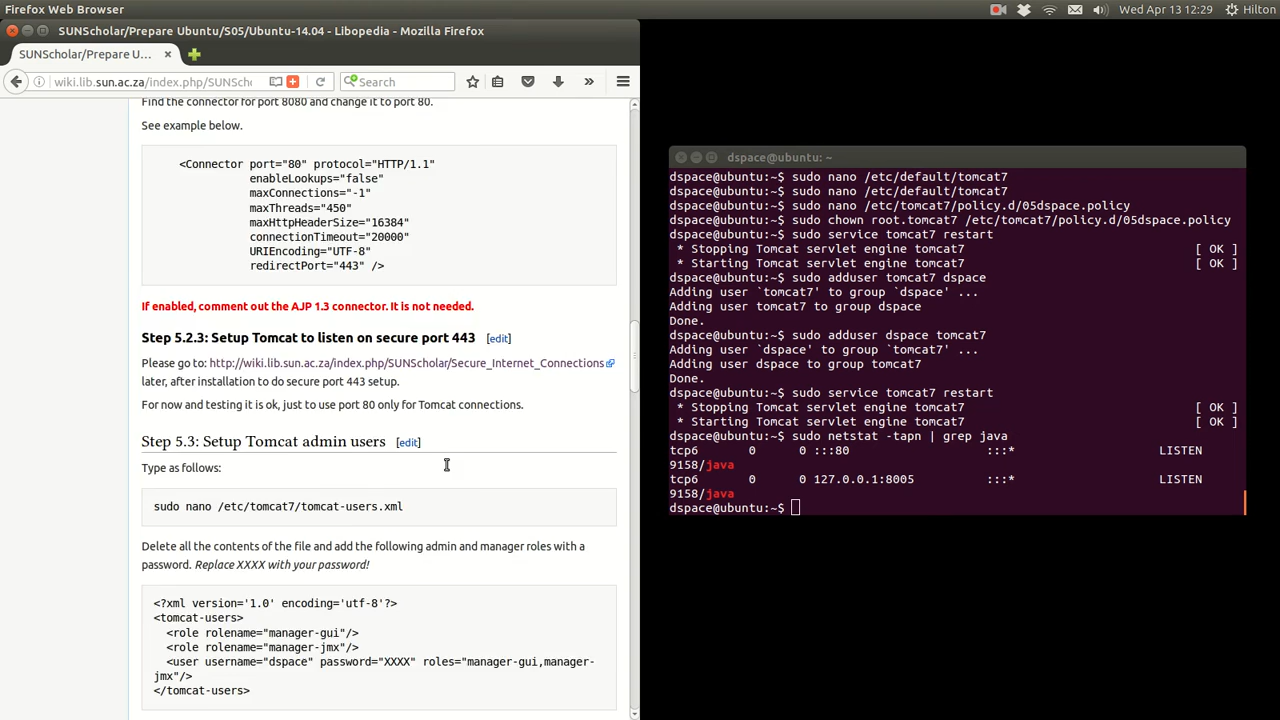 Firefox Web Browser
Wed Apr 13 12:29 Hilton
SUNScholar/Prepare Ubuntu/S05/Ubuntu-14.04 - Libopedia - Mozilla Firefox
SUNScholar/Prepare U...
wiki.lib.sun.ac.za/index.php/SUNSch
Search
Find the connector for port 8080 and change it to port 80.
See example below.
<Connector port="80" protocol="HTTP/1.1"
enableLookups="false"
maxConnections="-1"
maxThreads="450"
maxHttpHeaderSize="16384"
connectionTimeout="20000"
URIEncoding="UTF-8"
redirectPort="443" />
If enabled, comment out the AJP 1.3 connector. It is not needed.
Step 5.2.3: Setup Tomcat to listen on secure port 443 [edit]
Please go to: http://wiki.lib.sun.ac.za/index.php/SUNScholar/Secure_Internet_Connections
later, after installation to do secure port 443 setup.
For now and testing it is ok, just to use port 80 only for Tomcat connections.
Step 5.3: Setup Tomcat admin users [edit]
Type as follows:
sudo nano /etc/tomcat7/tomcat-users.xml
Delete all the contents of the file and add the following admin and manager roles with a
password. Replace XXXX with your password!
<?xml version='1.0' encoding='utf-8'?>
<tomcat-users>
<role rolename="manager-gui"/>
<role rolename="manager-jmx"/>
<user username="dspace" password="XXXX" roles="manager-gui,manager-
jmx"/>
</tomcat-users>
dspace@ubuntu: ~
dspace@ubuntu:~$ sudo nano /etc/default/tomcat7
dspace@ubuntu:~$ sudo nano /etc/default/tomcat7
dspace@ubuntu:~$ sudo nano /etc/tomcat7/policy.d/05dspace.policy
dspace@ubuntu:~$ sudo chown root.tomcat7 /etc/tomcat7/policy.d/05dspace.policy
dspace@ubuntu:~$ sudo service tomcat7 restart
* Stopping Tomcat servlet engine tomcat7 [ OK ]
* Starting Tomcat servlet engine tomcat7 [ OK ]
dspace@ubuntu:~$ sudo adduser tomcat7 dspace
Adding user `tomcat7' to group `dspace' ...
Adding user tomcat7 to group dspace
Done.
dspace@ubuntu:~$ sudo adduser dspace tomcat7
Adding user `dspace' to group `tomcat7' ...
Adding user dspace to group tomcat7
Done.
dspace@ubuntu:~$ sudo service tomcat7 restart
* Stopping Tomcat servlet engine tomcat7 [ OK ]
* Starting Tomcat servlet engine tomcat7 [ OK ]
dspace@ubuntu:~$ sudo netstat -tapn | grep java
tcp6 0 0 :::80 :::* LISTEN
9158/java
tcp6 0 0 127.0.0.1:8005 :::* LISTEN
9158/java
dspace@ubuntu:~$